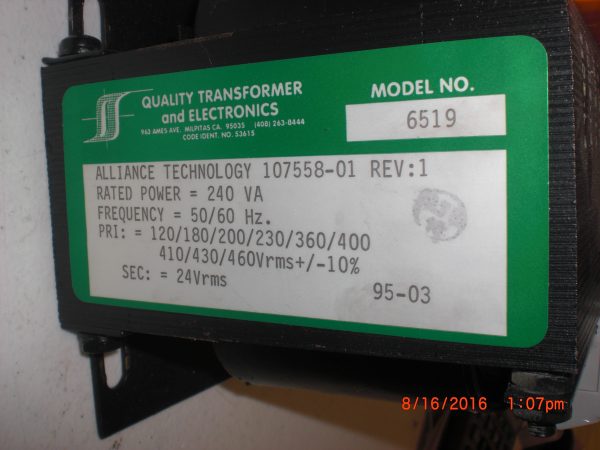 QUALITY TRANSFORMER
and ELECTRONICS
963 AMES AVE. MILPITAS CA. 95035 (408) 263-8444
CODE IDENT. NO. 53615
MODEL NO.
6519
ALLIANCE TECHNOLOGY 107558-01 REV:1
RATED POWER = 240 VA
FREQUENCY = 50/60 Hz.
PRI: = 120/180/200/230/360/400
410/430/460Vrms+/-10%
SEC: = 24Vrms
95-03
8/16/2016 1:07pm